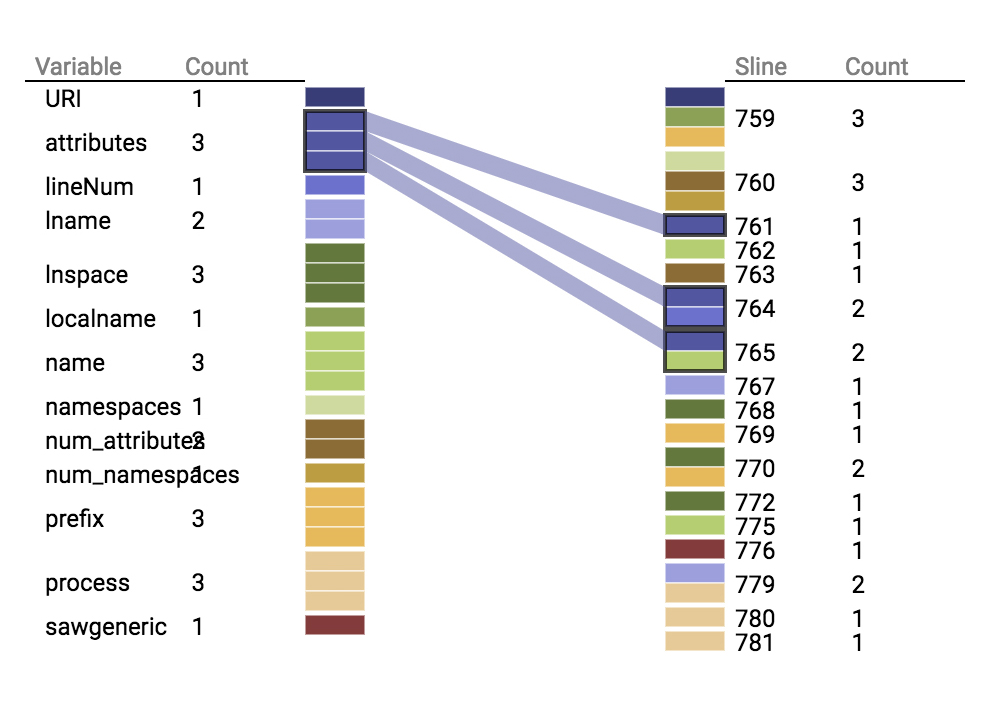 Variable Count
URI 1
attributes 3
lineNum 1
lname 2
lnspace 3
localname 1
name 3
namespaces 1
num_attributes 2
num_namespaces 1
prefix 3
process 3
sawgeneric 1
Sline Count
759 3
760 3
761 1
762 1
763 1
764 2
765 2
767 1
768 1
769 1
770 2
772 1
775 1
776 1
779 2
780 1
781 1